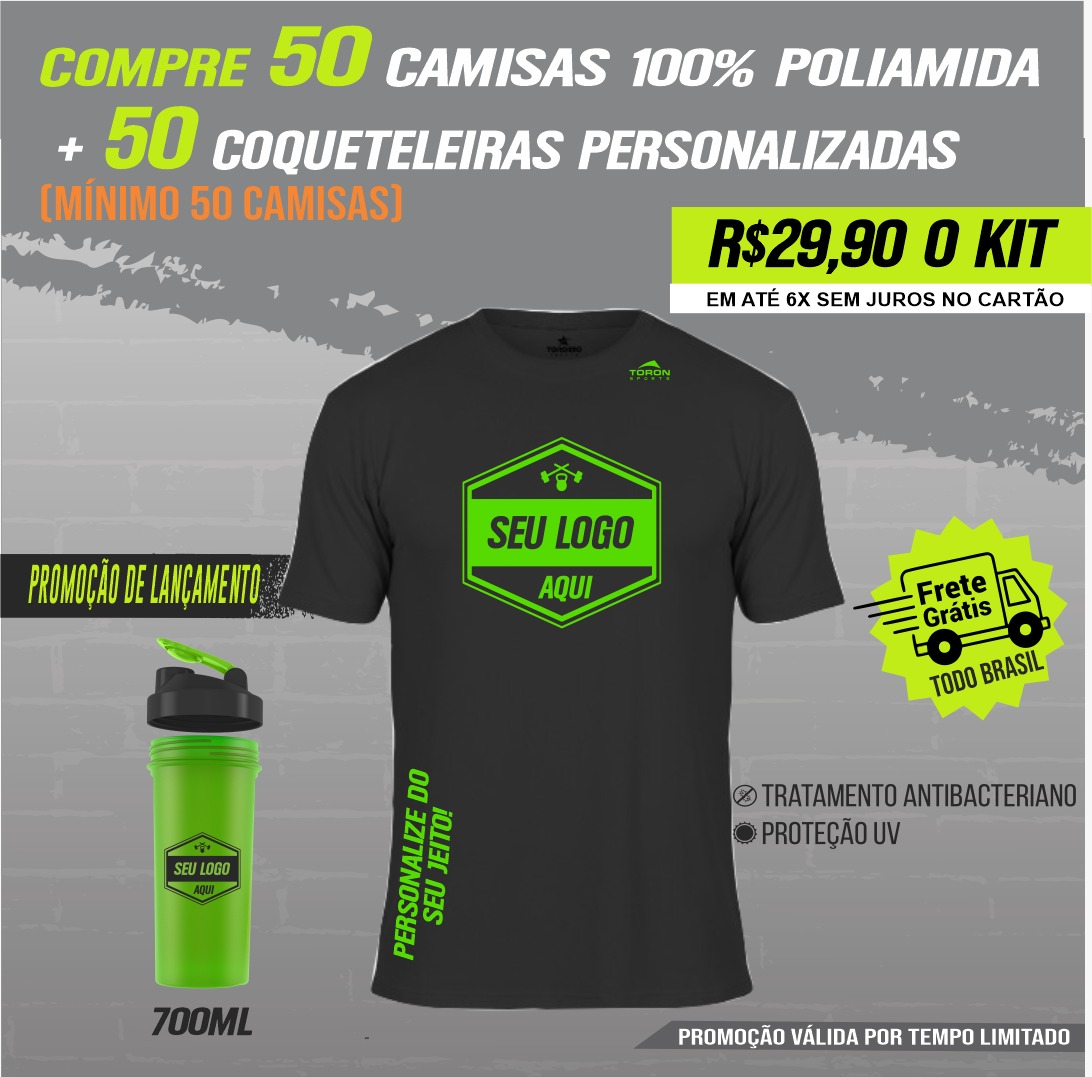 COMPRE 50 CAMISAS 100% POLIAMIDA
+ 50 COQUETELEIRAS PERSONALIZADAS
(MÍNIMO 50 CAMISAS)
R$29,90 O KIT
EM ATÉ 6X SEM JUROS NO CARTÃO
TORON
SPORTS
SEU LOGO
AQUI
PROMOÇÃO DE LANÇAMENTO
Frete
Grátis
TODO BRASIL
TRATAMENTO ANTIBACTERIANO
PROTEÇÃO UV
PERSONALIZE DO
SEU JEITO!
SEU LOGO
AQUI
700ML
PROMOÇÃO VÁLIDA POR TEMPO LIMITADO